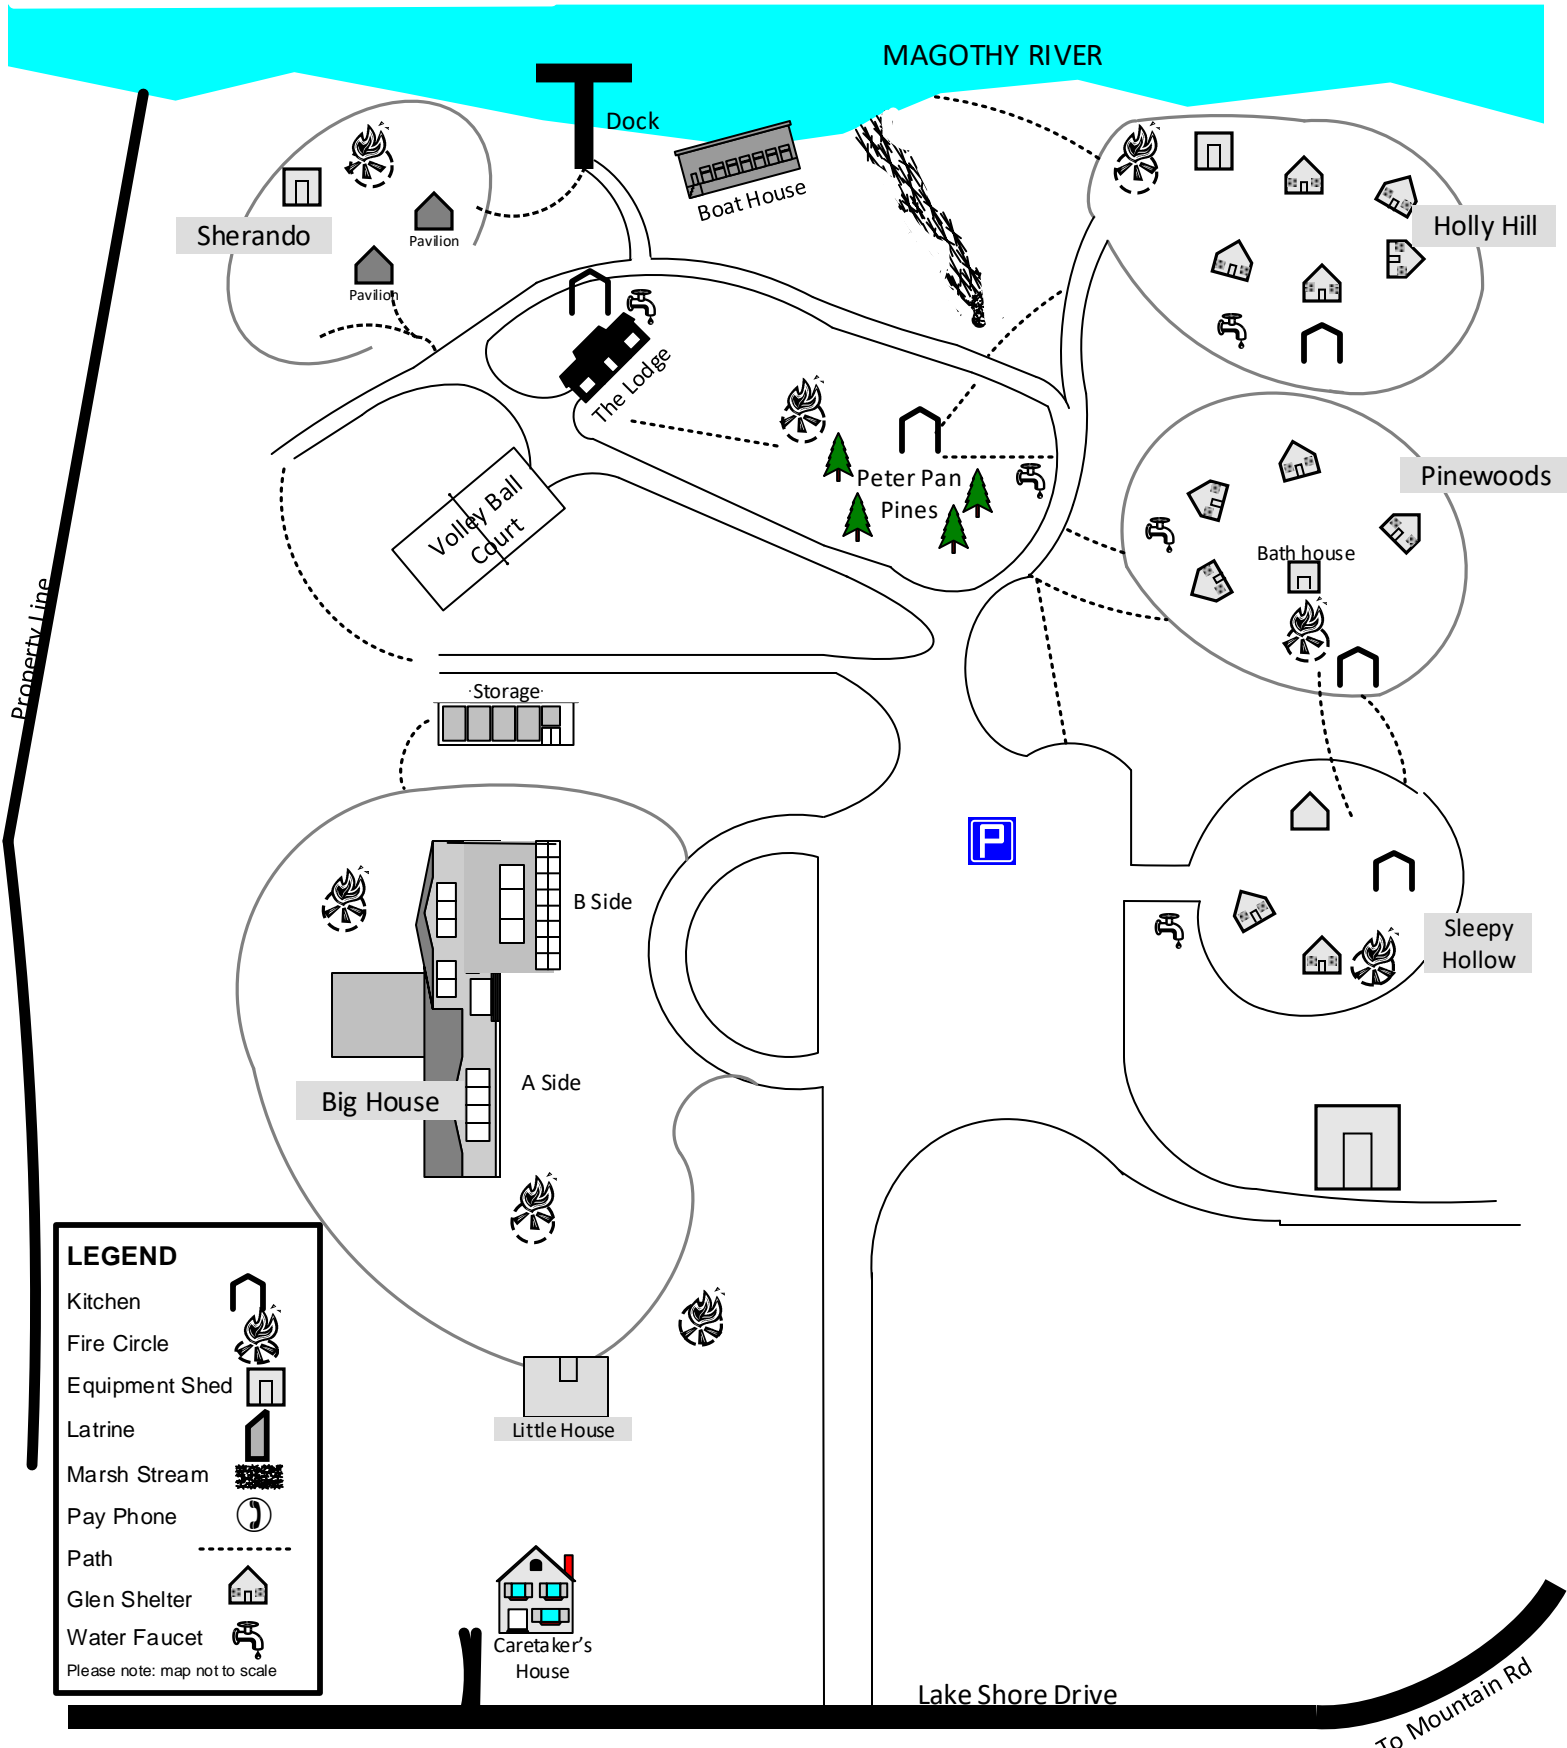 MAGOTHY RIVER
Dock
Boat House
Sherando
Pavilion
Pavilion
Holly Hill
The Lodge
Peter Pan
Pines
Pinewoods
Volley Ball
Court
Bath house
Property Line
Storage
P
B Side
Sleepy
Hollow
A Side
Big House
LEGEND
Kitchen
Fire Circle
Equipment Shed
Latrine
Marsh Stream
Pay Phone
Path
Glen Shelter
Water Faucet
Please note: map not to scale
Little House
Caretaker’s
House
Lake Shore Drive
To Mountain Rd